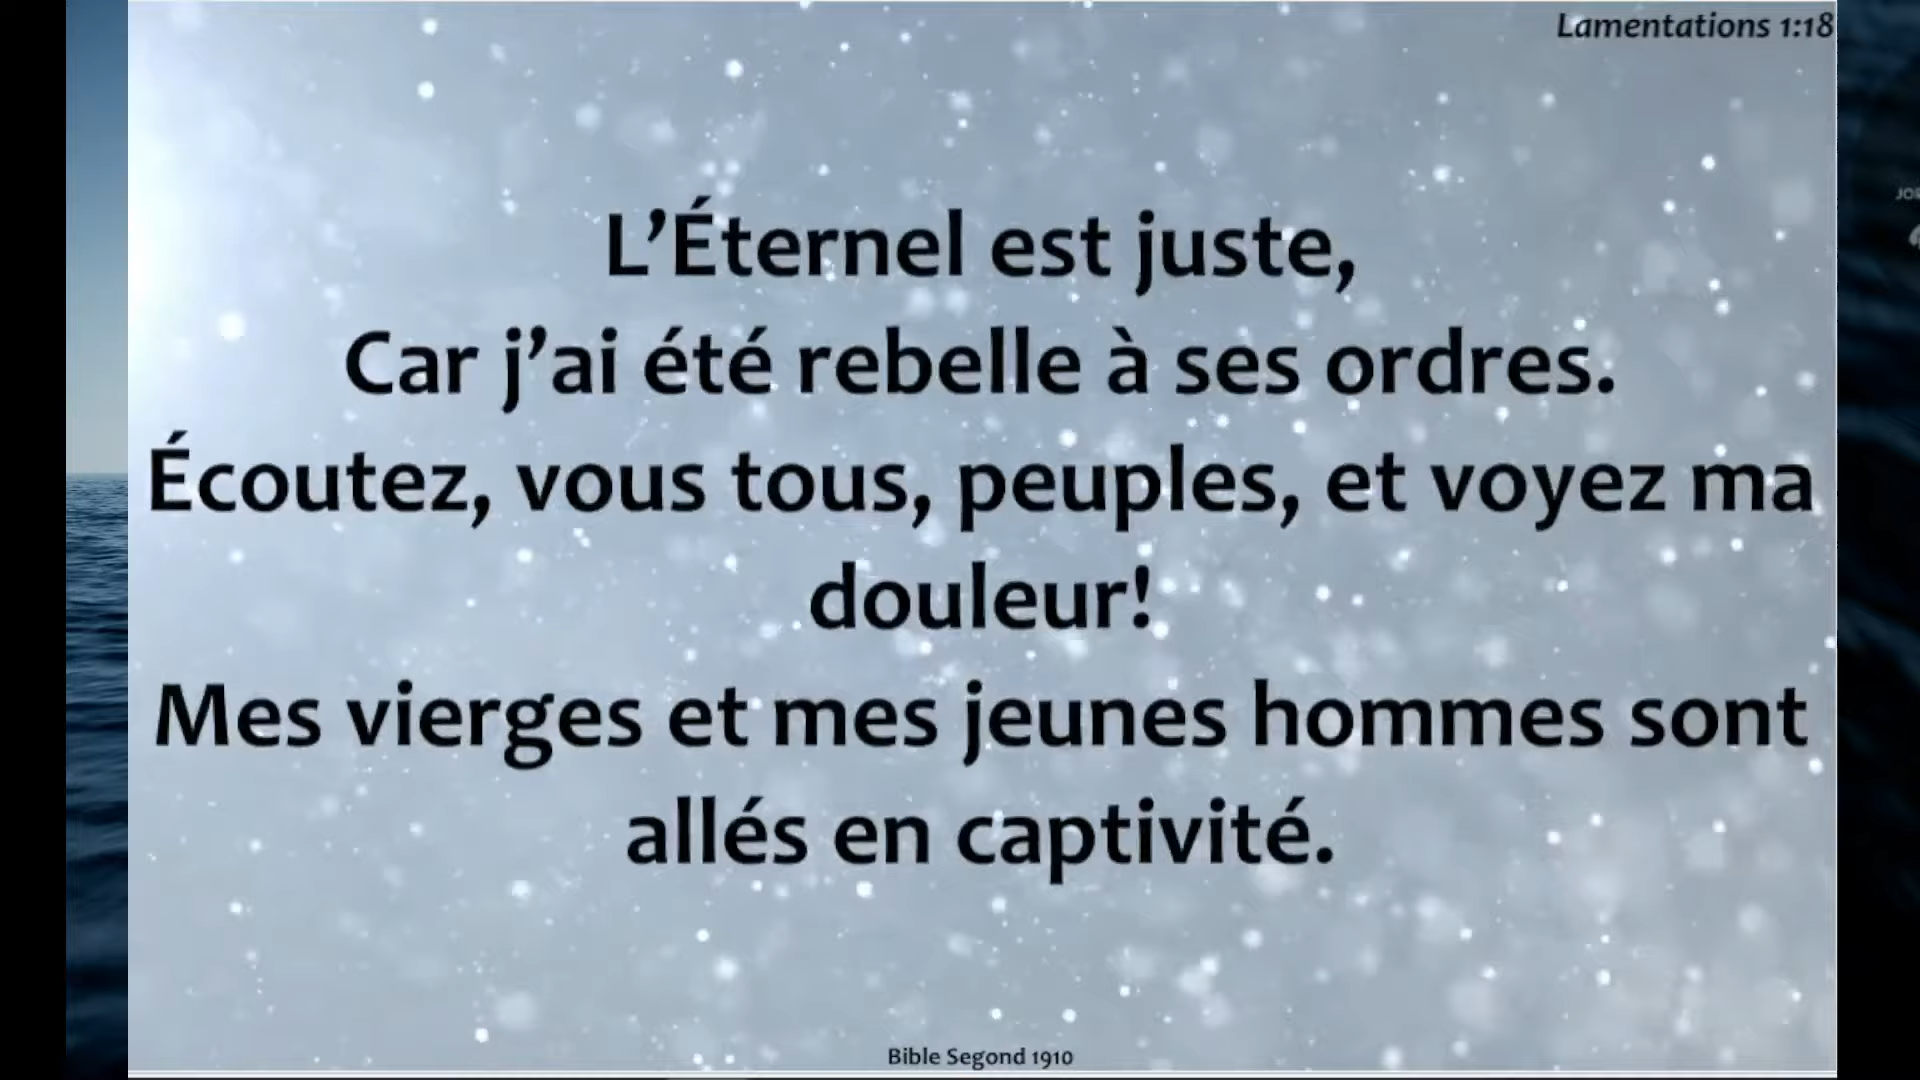 Lamentations 1:18
L’Éternel est juste,
Car j’ai été rebelle à ses ordres.
Écoutez, vous tous, peuples, et voyez ma
douleur!
Mes vierges et mes jeunes hommes sont
allés en captivité.
Bible Segond 1910